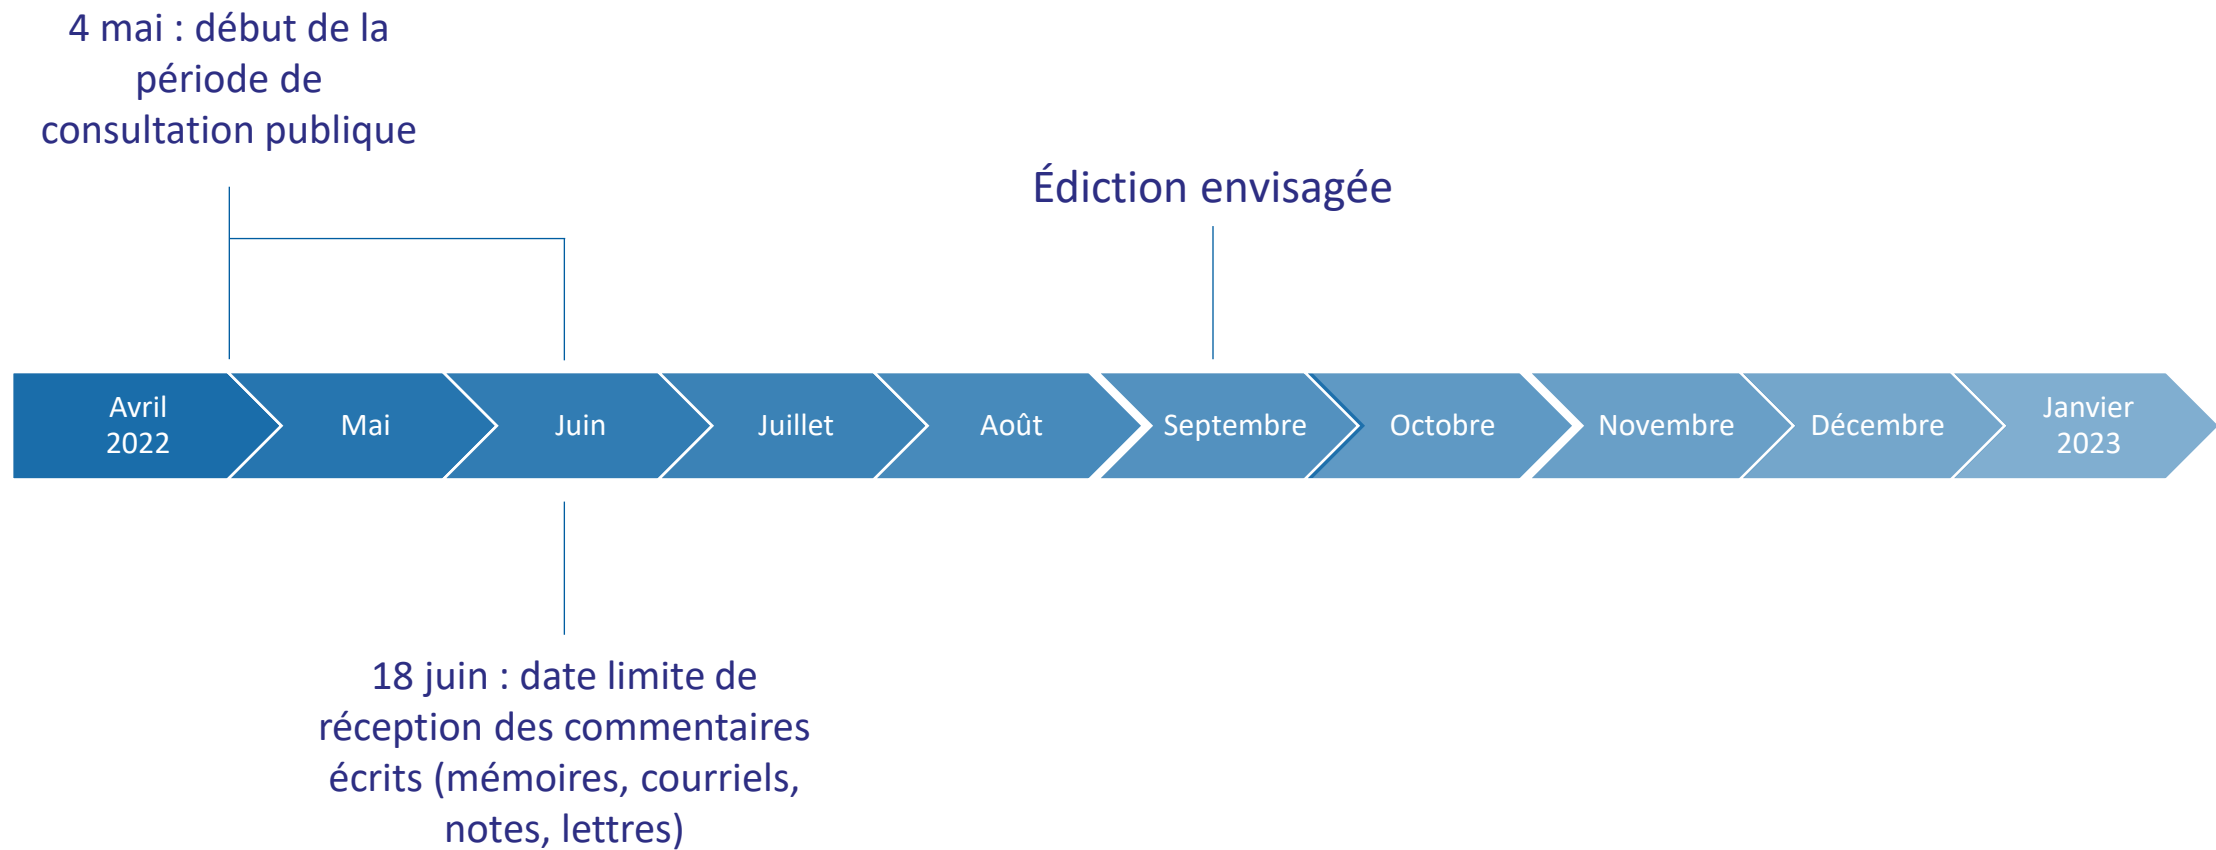 4 mai : début de la
période de
consultation publique
Édiction envisagée
Avril
2022
Mai
Juin
Juillet
Août
Septembre
Octobre
Novembre
Décembre
Janvier
2023
18 juin : date limite de
réception des commentaires
écrits (mémoires, courriels,
notes, lettres)